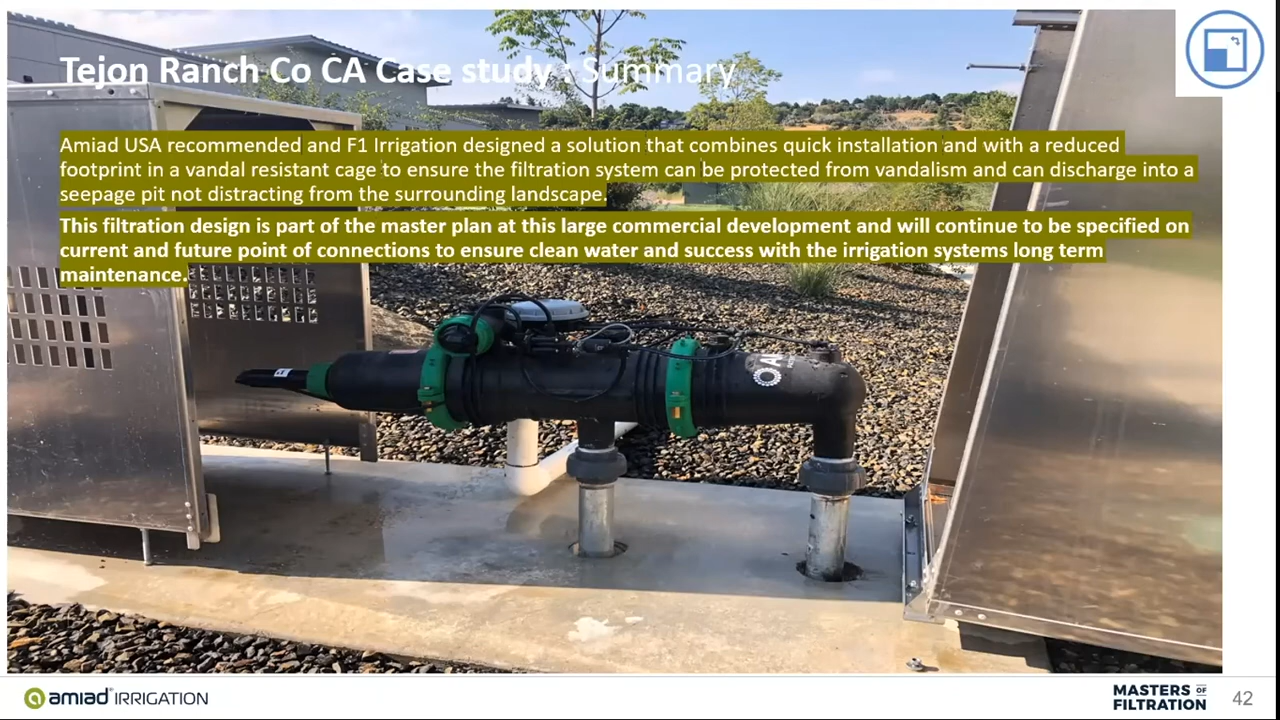 Tejon Ranch Co CA Case study : Summary
Amiad USA recommended and F1 Irrigation designed a solution that combines quick installation and with a reduced
footprint in a vandal resistant cage to ensure the filtration system can be protected from vandalism and can discharge into a
seepage pit not distracting from the surrounding landscape.
This filtration design is part of the master plan at this large commercial development and will continue to be specified on
current and future point of connections to ensure clean water and success with the irrigation systems long term
maintenance.
amiad IRRIGATION
MASTERS OF
FILTRATION
42